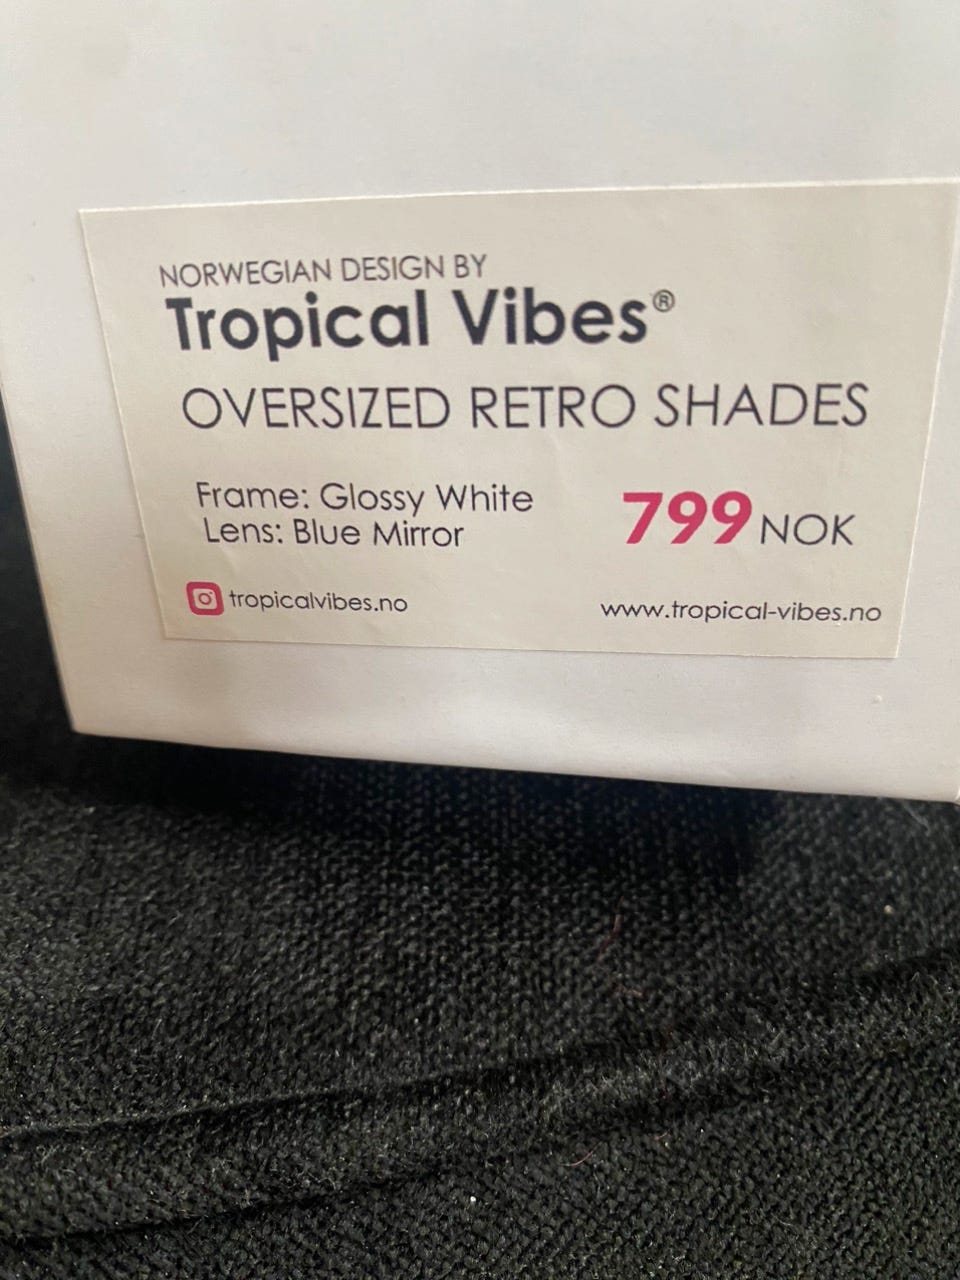 NORWEGIAN DESIGN BY
Tropical Vibes®
OVERSIZED RETRO SHADES
Frame: Glossy White
Lens: Blue Mirror
799 NOK
tropicalvibes.no
www.tropical-vibes.no